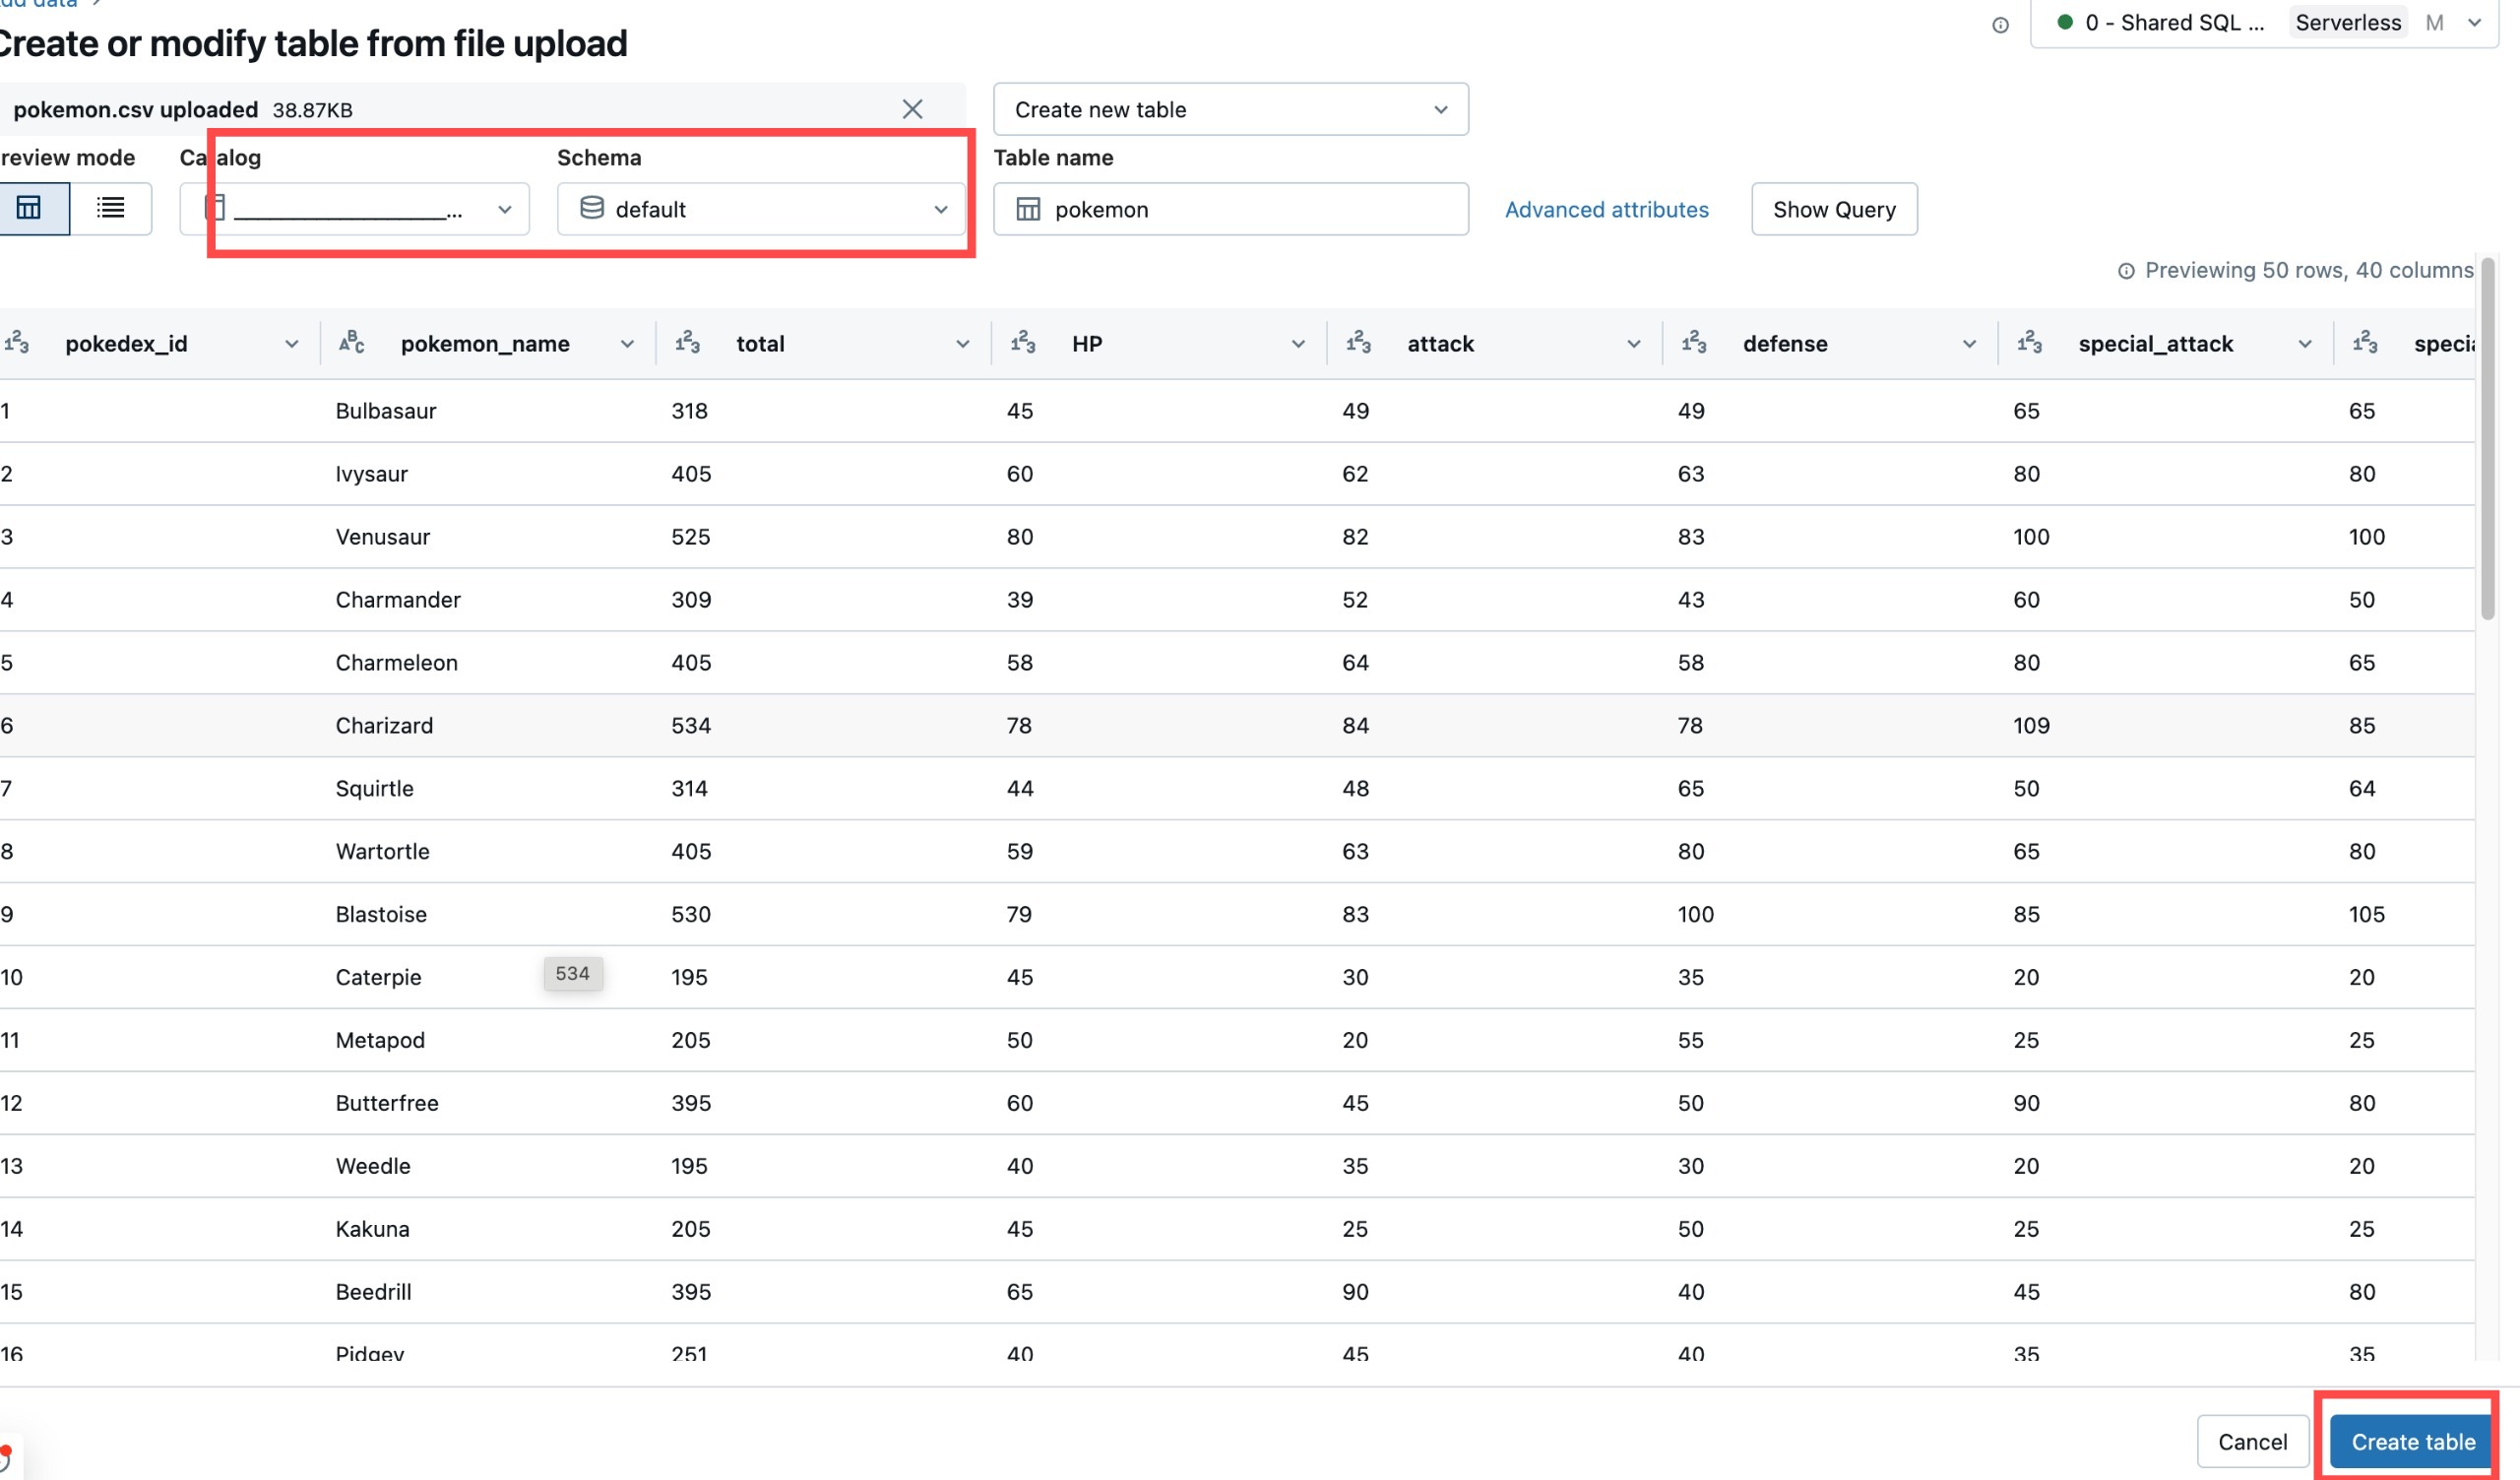 data >
Create or modify table from file upload
0 - Shared SQL ... Serverless M
pokemon.csv uploaded 38.87KB
Create new table
review mode Catalog Schema Table name
___________________... default pokemon Advanced attributes Show Query
Previewing 50 rows, 40 columns
pokedex_id pokemon_name total HP attack defense special_attack specia
1 Bulbasaur 318 45 49 49 65 65
2 Ivysaur 405 60 62 63 80 80
3 Venusaur 525 80 82 83 100 100
4 Charmander 309 39 52 43 60 50
5 Charmeleon 405 58 64 58 80 65
6 Charizard 534 78 84 78 109 85
7 Squirtle 314 44 48 65 50 64
8 Wartortle 405 59 63 80 65 80
9 Blastoise 530 79 83 100 85 105
10 Caterpie 534 195 45 30 35 20 20
11 Metapod 205 50 20 55 25 25
12 Butterfree 395 60 45 50 90 80
13 Weedle 195 40 35 30 20 20
14 Kakuna 205 45 25 50 25 25
15 Beedrill 395 65 90 40 45 80
16 Pidgey 251 40 45 40 35 35
Cancel Create table